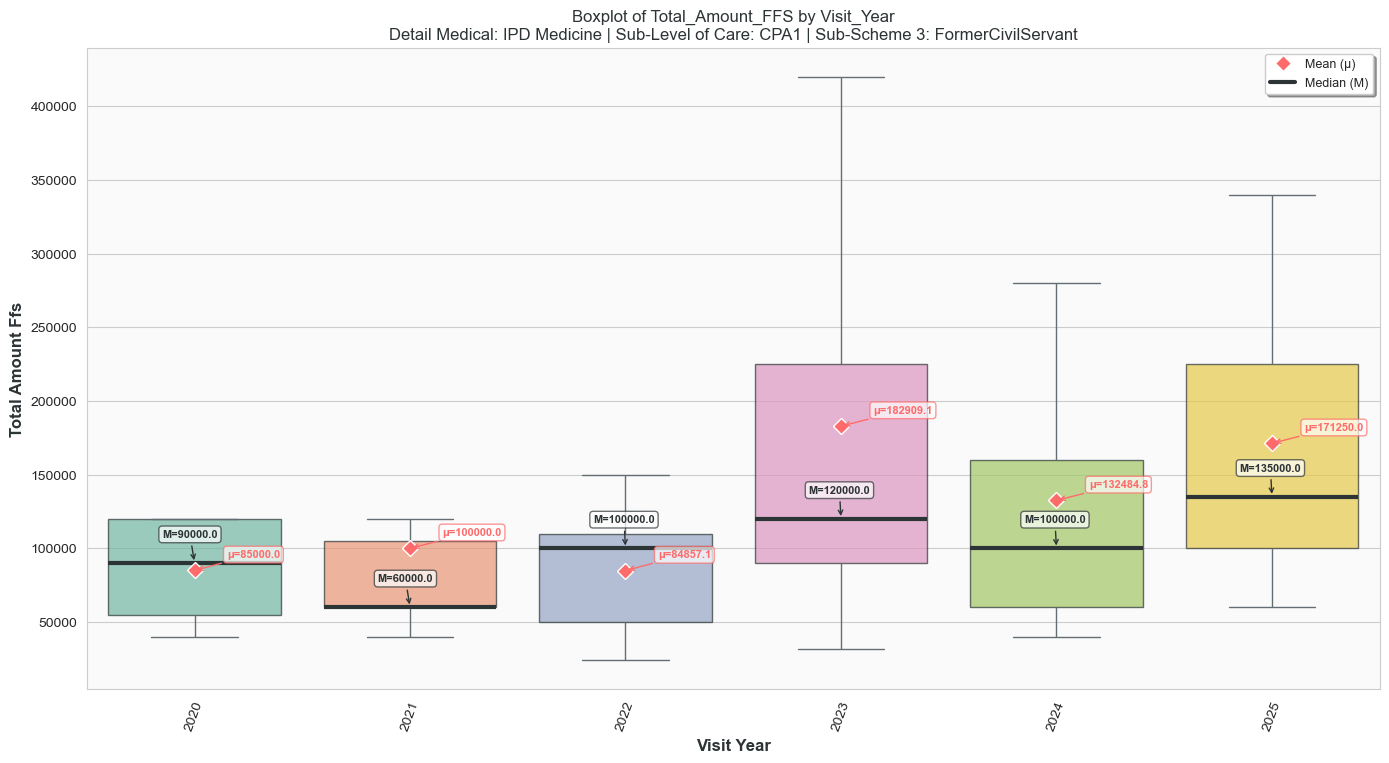 Boxplot of Total_Amount_FFS by Visit_Year
Detail Medical: IPD Medicine | Sub-Level of Care: CPA1 | Sub-Scheme 3: FormerCivilServant
Mean (μ)
Median (M)
Total Amount Ffs
400000
350000
300000
250000
200000
150000
100000
50000
M=90000.0
μ=85000.0
M=60000.0
μ=100000.0
M=100000.0
μ=84857.1
μ=182909.1
M=120000.0
μ=132484.8
M=100000.0
μ=171250.0
M=135000.0
2020
2021
2022
2023
2024
2025
Visit Year